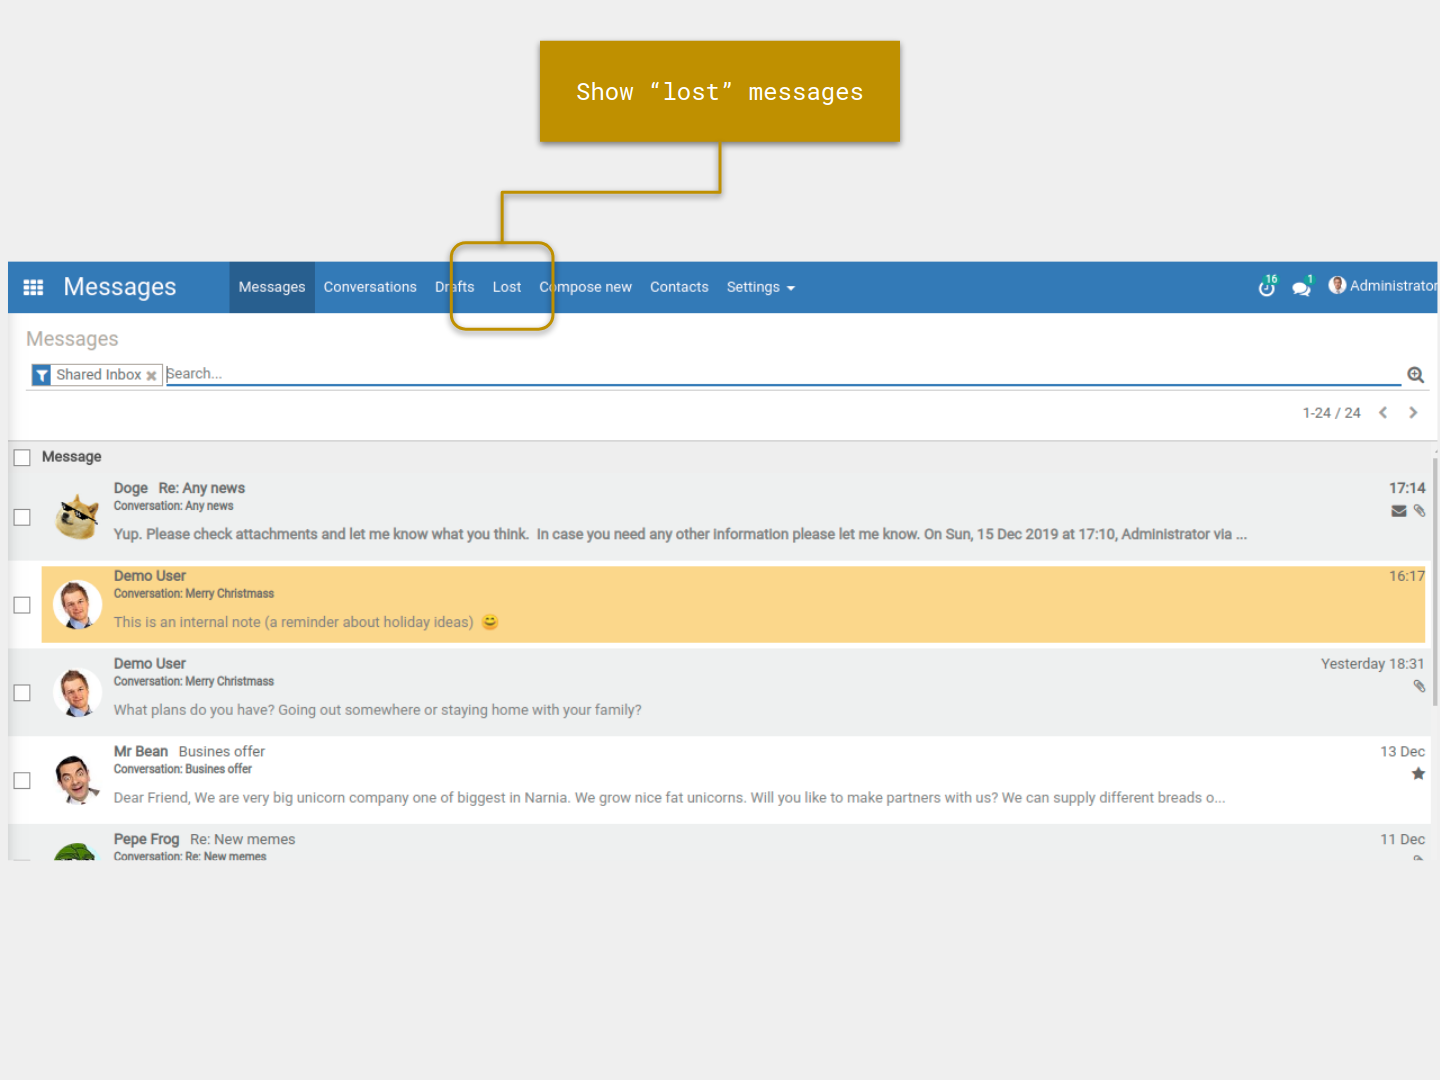 Show “lost” messages
Messages Messages Conversations Drafts Lost Compose new Contacts Settings 16 1 Administrator
Messages
Shared Inbox Search...
1-24 / 24
Message
Doge Re: Any news 17:14
Conversation: Any news
Yup. Please check attachments and let me know what you think. In case you need any other information please let me know. On Sun, 15 Dec 2019 at 17:10, Administrator via ...
Demo User 16:17
Conversation: Merry Christmass
This is an internal note (a reminder about holiday ideas) 😄
Demo User Yesterday 18:31
Conversation: Merry Christmass
What plans do you have? Going out somewhere or staying home with your family?
Mr Bean Busines offer 13 Dec
Conversation: Busines offer
Dear Friend, We are very big unicorn company one of biggest in Narnia. We grow nice fat unicorns. Will you like to make partners with us? We can supply different breads o...
Pepe Frog Re: New memes 11 Dec
Conversation: Re: New memes